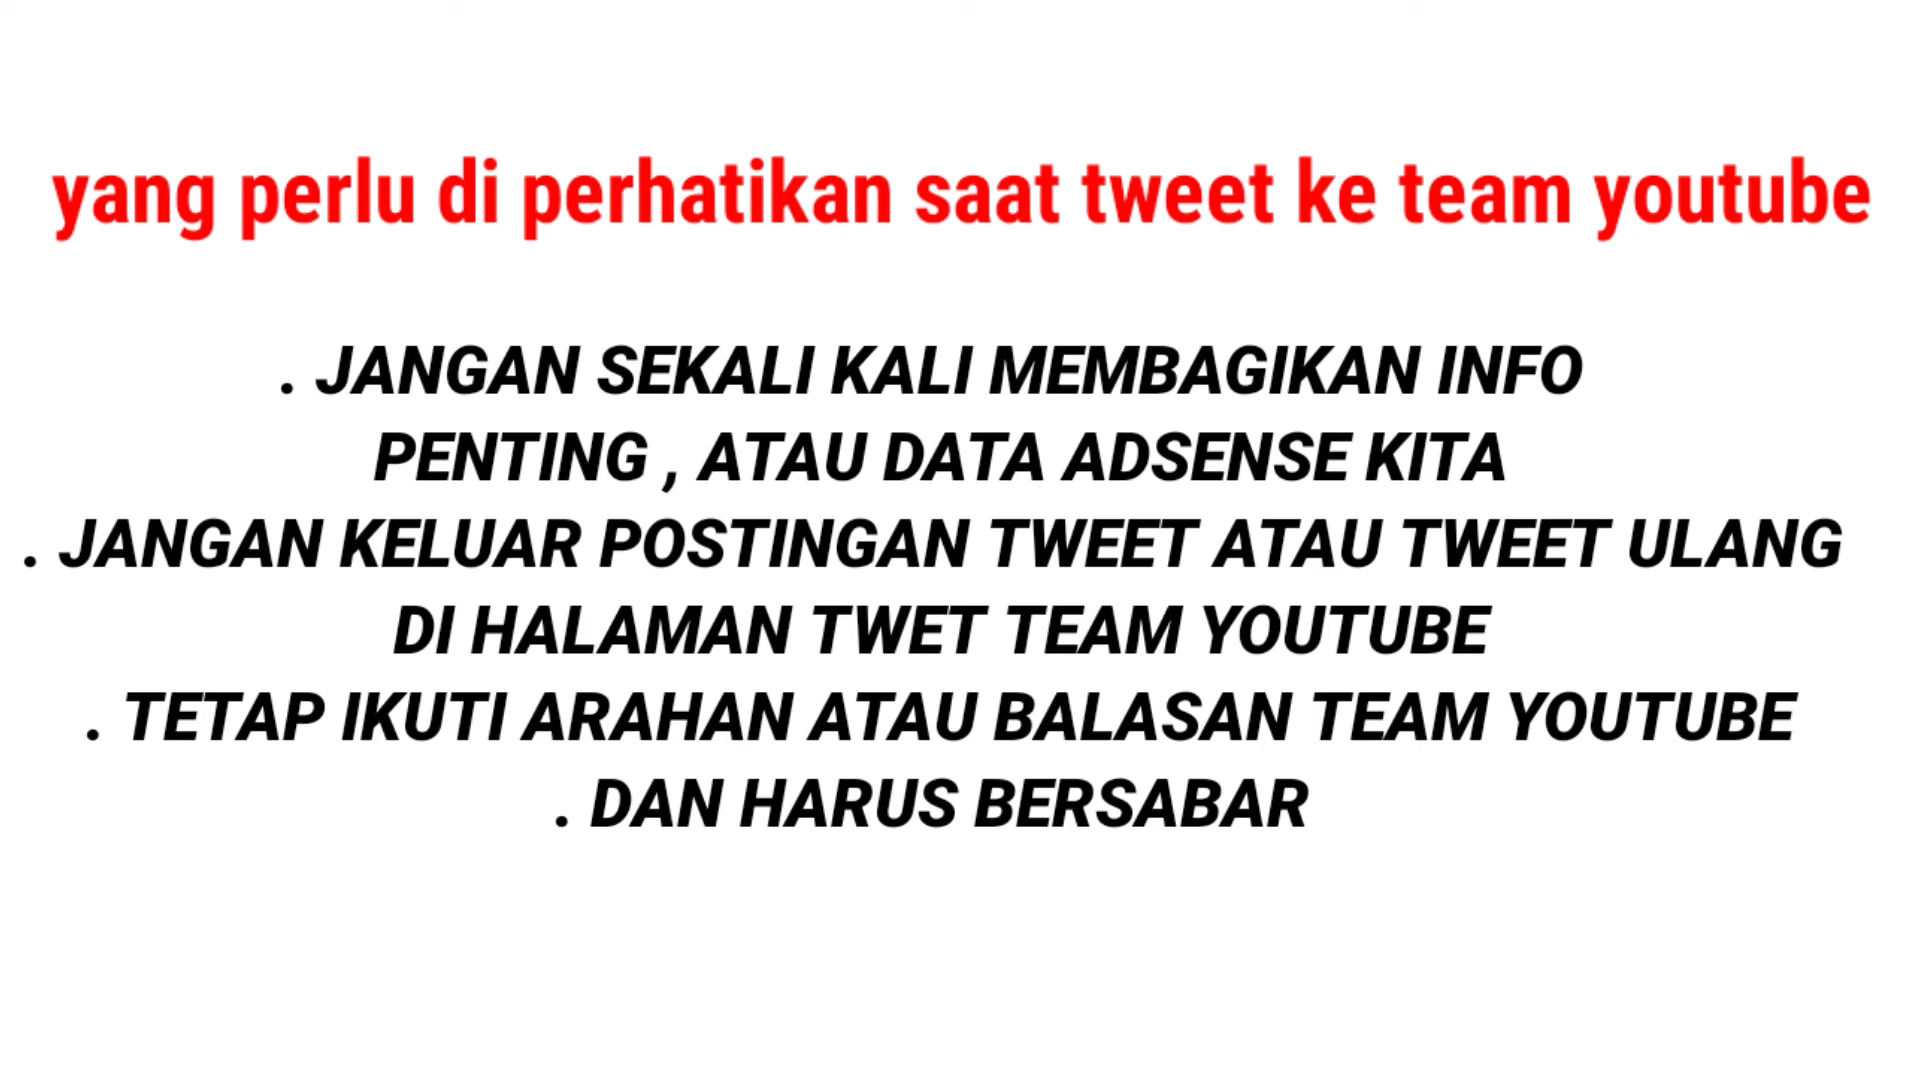 yang perlu di perhatikan saat tweet ke team youtube
. JANGAN SEKALI KALI MEMBAGIKAN INFO
PENTING , ATAU DATA ADSENSE KITA
. JANGAN KELUAR POSTINGAN TWEET ATAU TWEET ULANG
DI HALAMAN TWET TEAM YOUTUBE
. TETAP IKUTI ARAHAN ATAU BALASAN TEAM YOUTUBE
. DAN HARUS BERSABAR